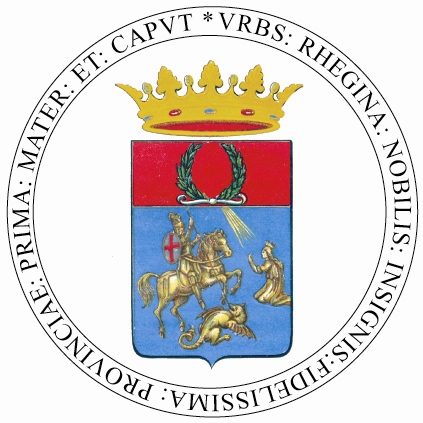 * VRBS: RHEGINA: NOBILIS: INSIGNIS:FIDELISSIMA: PROVINCIAE: PRIMA: MATER: ET: CAPVT